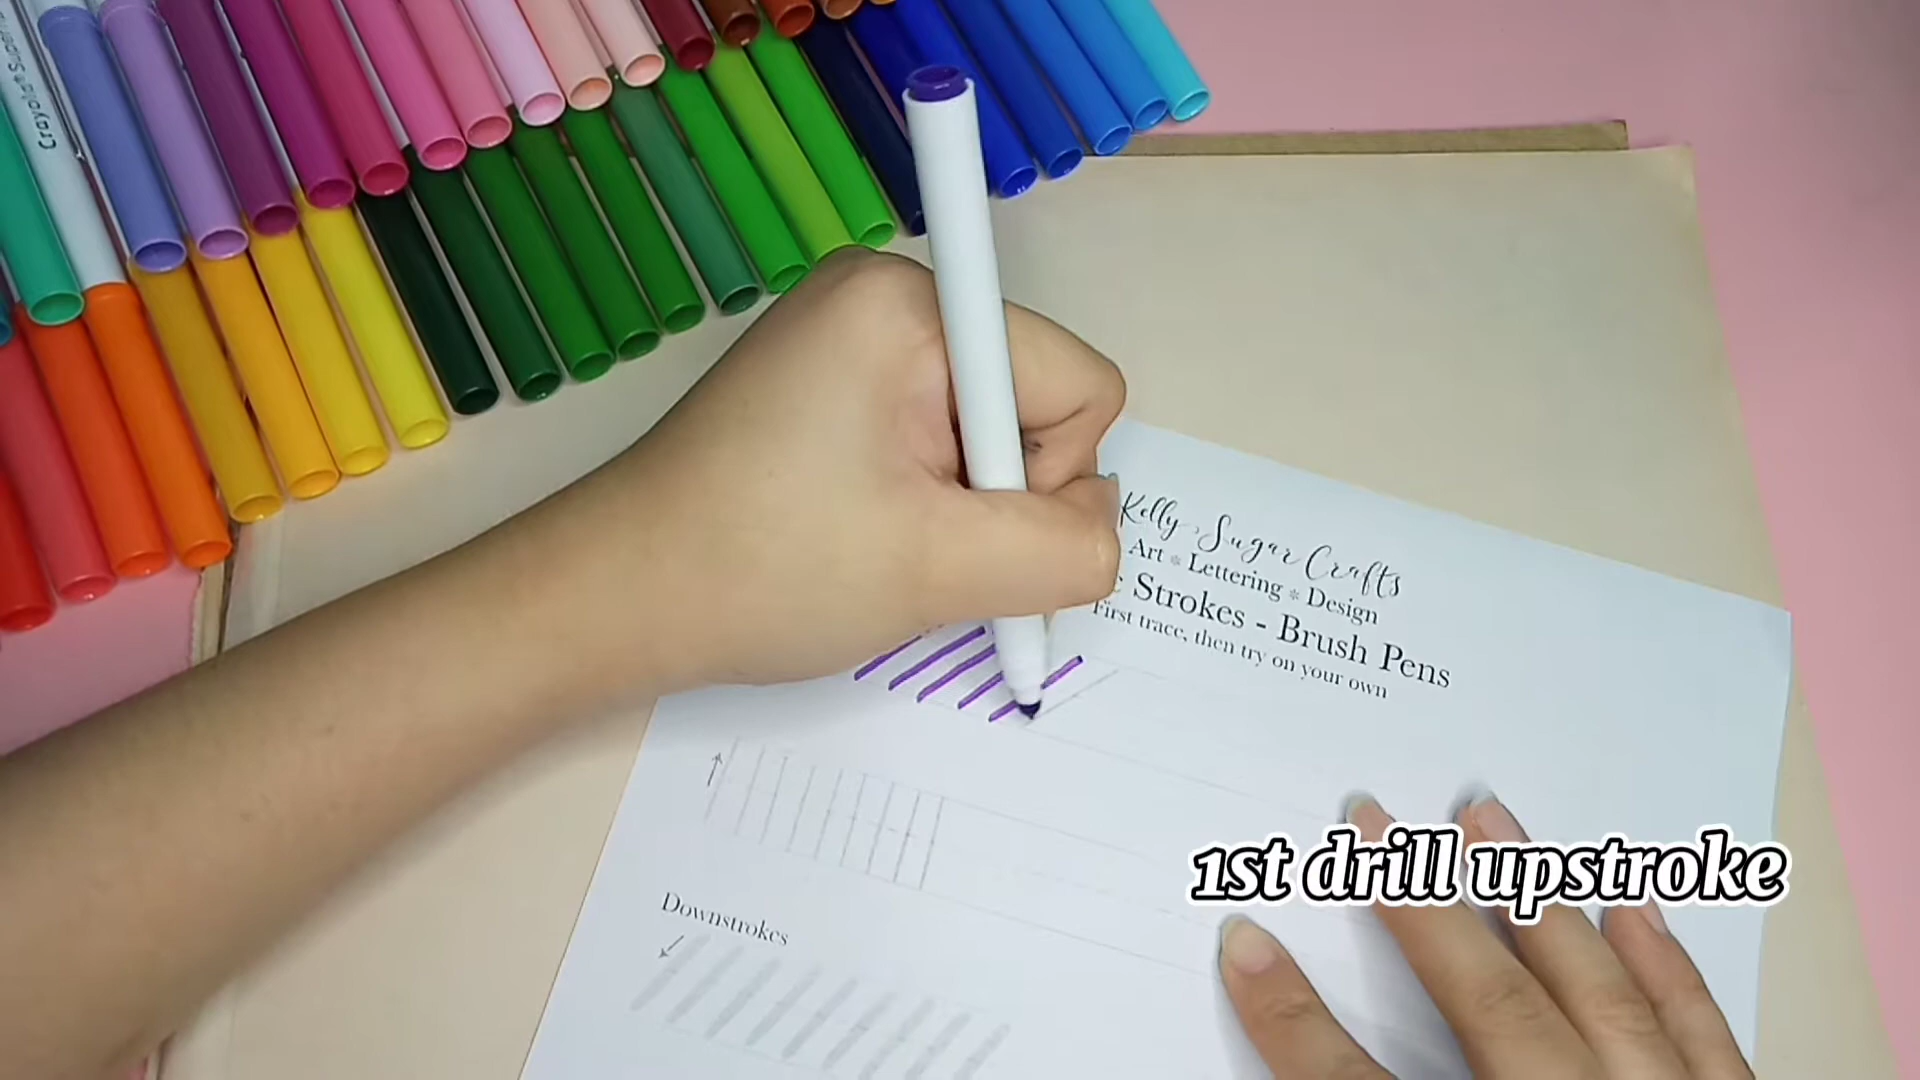 Crayola Super
Kelly Sugar Crafts
Art * Lettering * Design
Strokes - Brush Pens
First trace, then try on your own
Downstrokes
1st drill upstroke